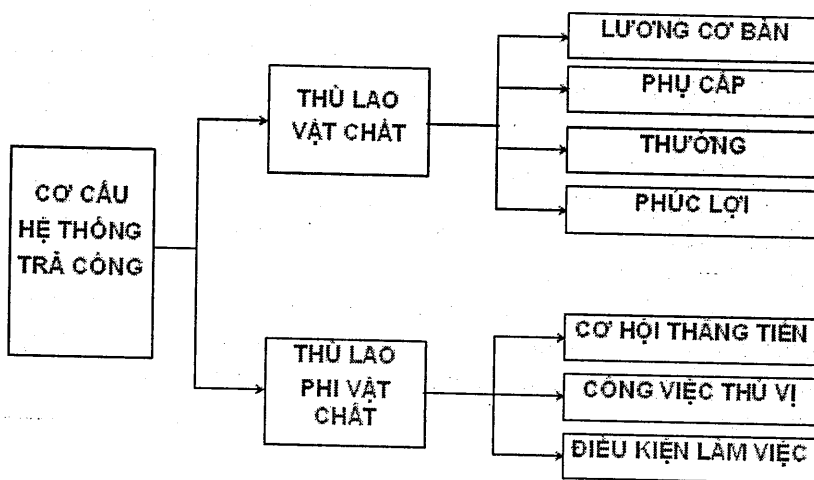 CƠ CẤU
HỆ THỐNG
TRẢ CÔNG
THÙ LAO
VẬT CHẤT
LƯƠNG CƠ BẢN
PHỤ CẤP
THƯỞNG
PHÚC LỢI
THÙ LAO
PHI VẬT
CHẤT
CƠ HỘI THĂNG TIẾN
CÔNG VIỆC THÚ VỊ
ĐIỀU KIỆN LÀM VIỆC